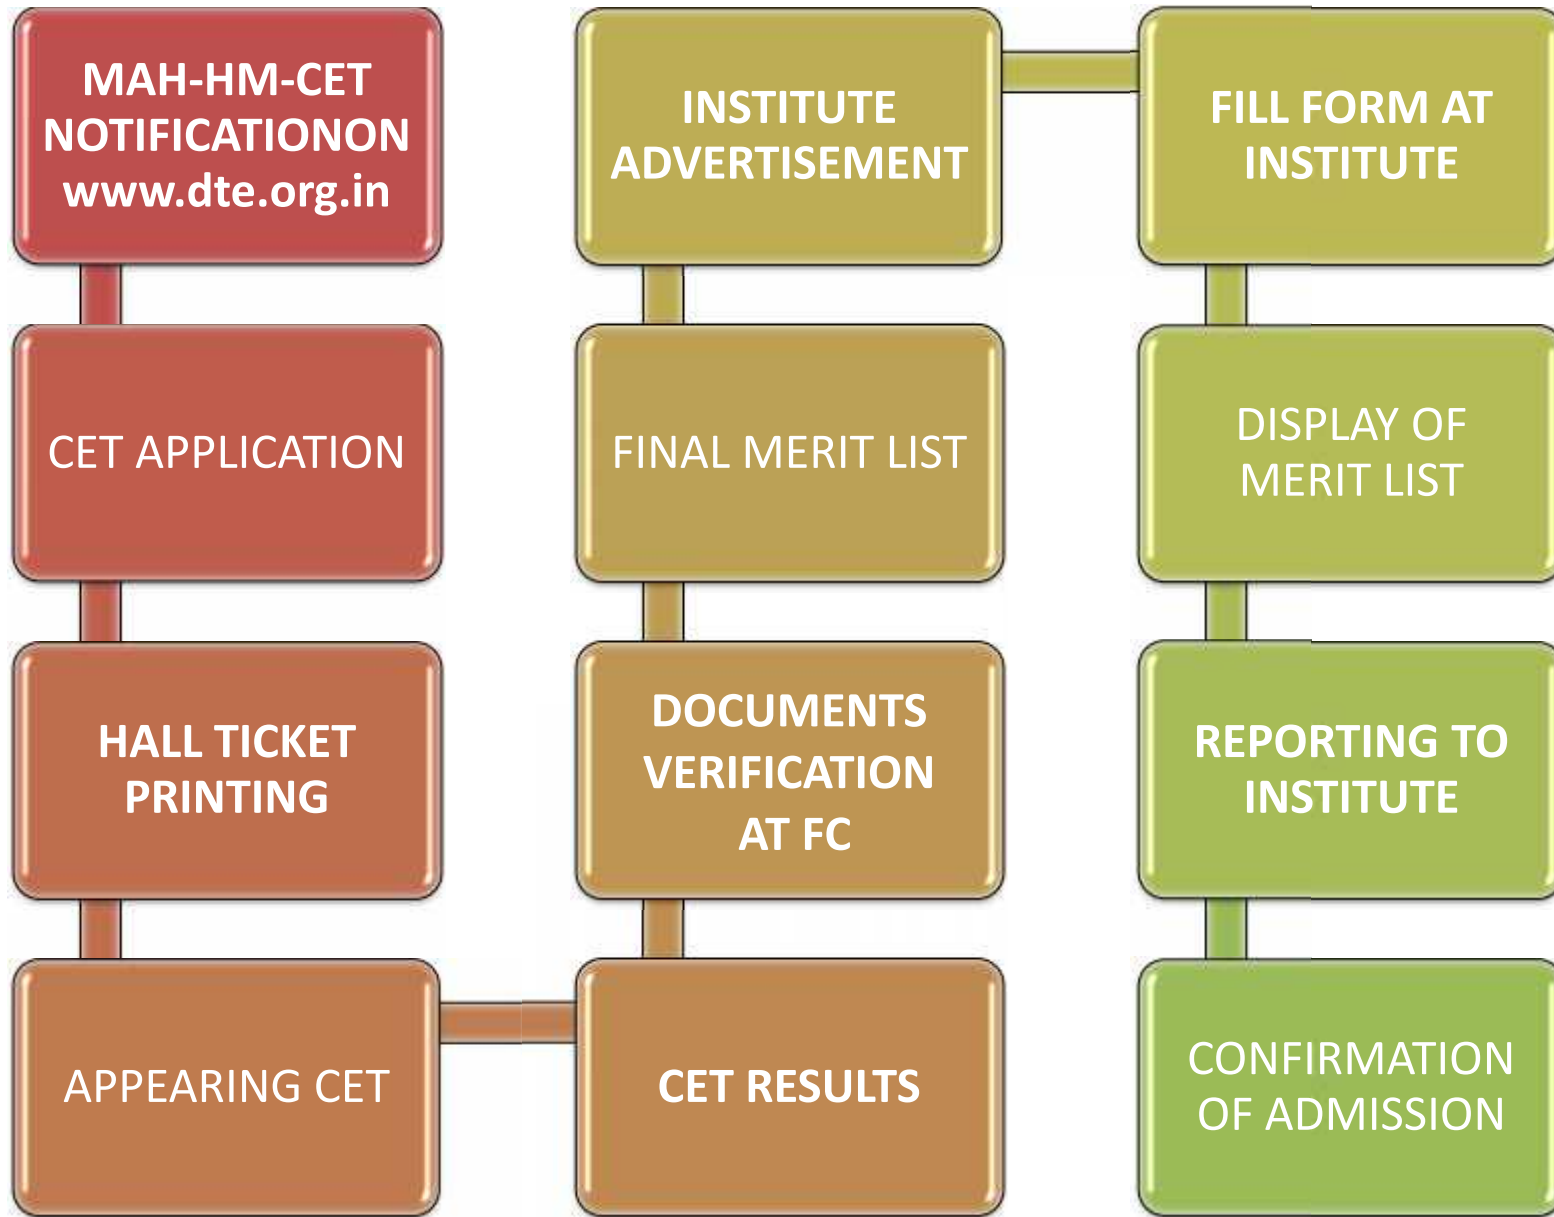 MAH-HM-CET
NOTIFICATIONON
www.dte.org.in
CET APPLICATION
HALL TICKET
PRINTING
APPEARING CET
CET RESULTS
DOCUMENTS
VERIFICATION
AT FC
FINAL MERIT LIST
INSTITUTE
ADVERTISEMENT
FILL FORM AT
INSTITUTE
DISPLAY OF
MERIT LIST
REPORTING TO
INSTITUTE
CONFIRMATION
OF ADMISSION